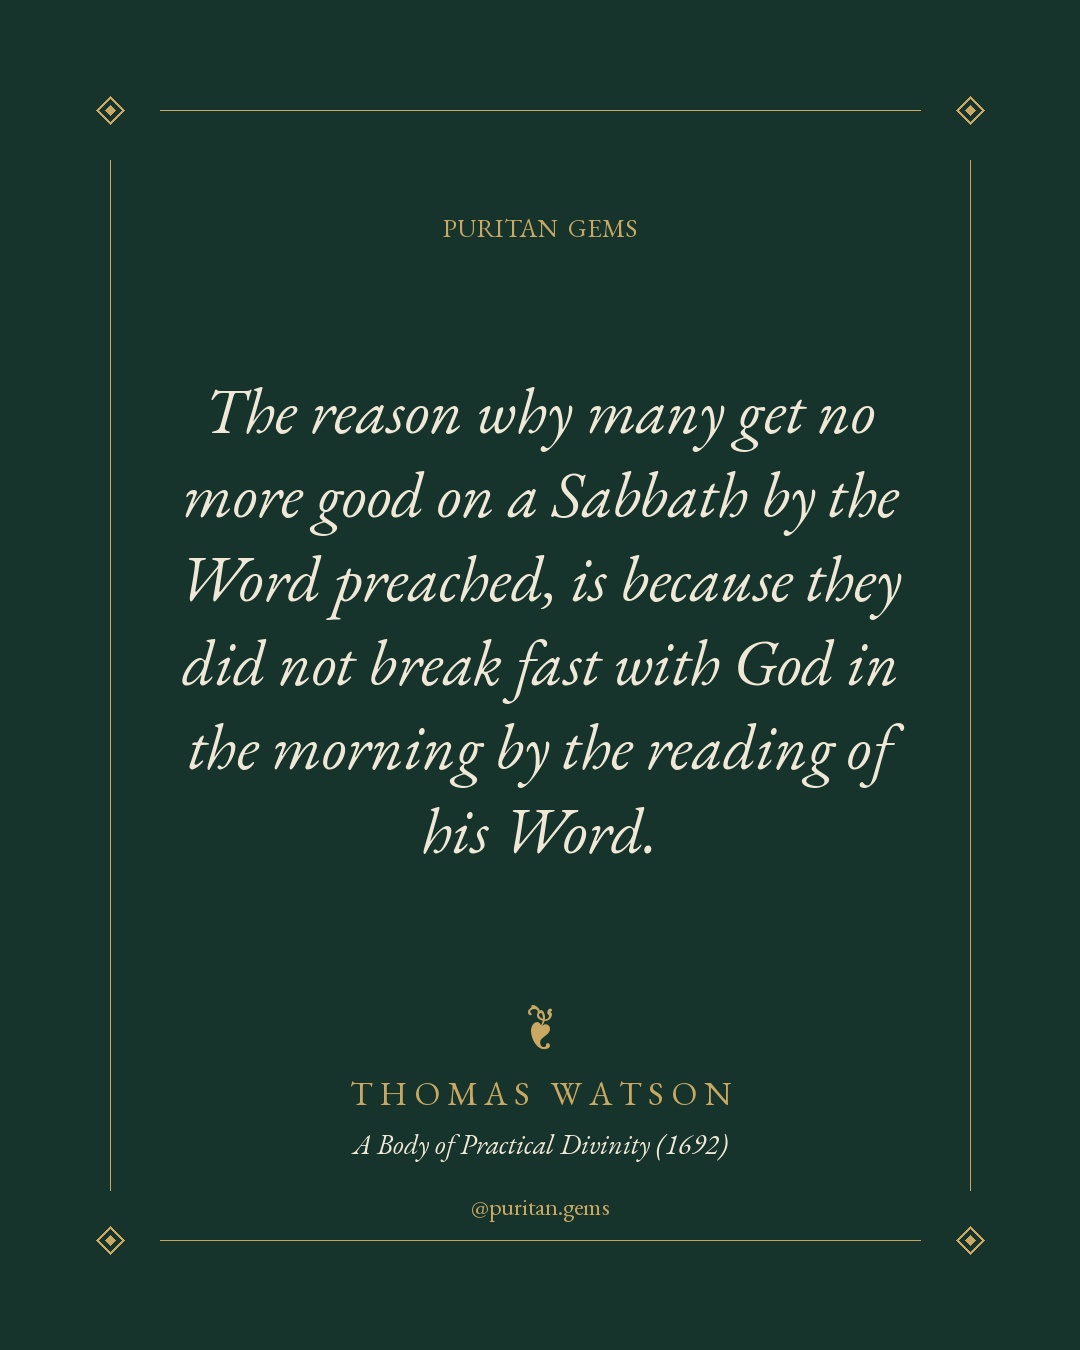 PURITAN GEMS
The reason why many get no
more good on a Sabbath by the
Word preached, is because they
did not break fast with God in
the morning by the reading of
his Word.
THOMAS WATSON
A Body of Practical Divinity (1692)
@puritan.gems